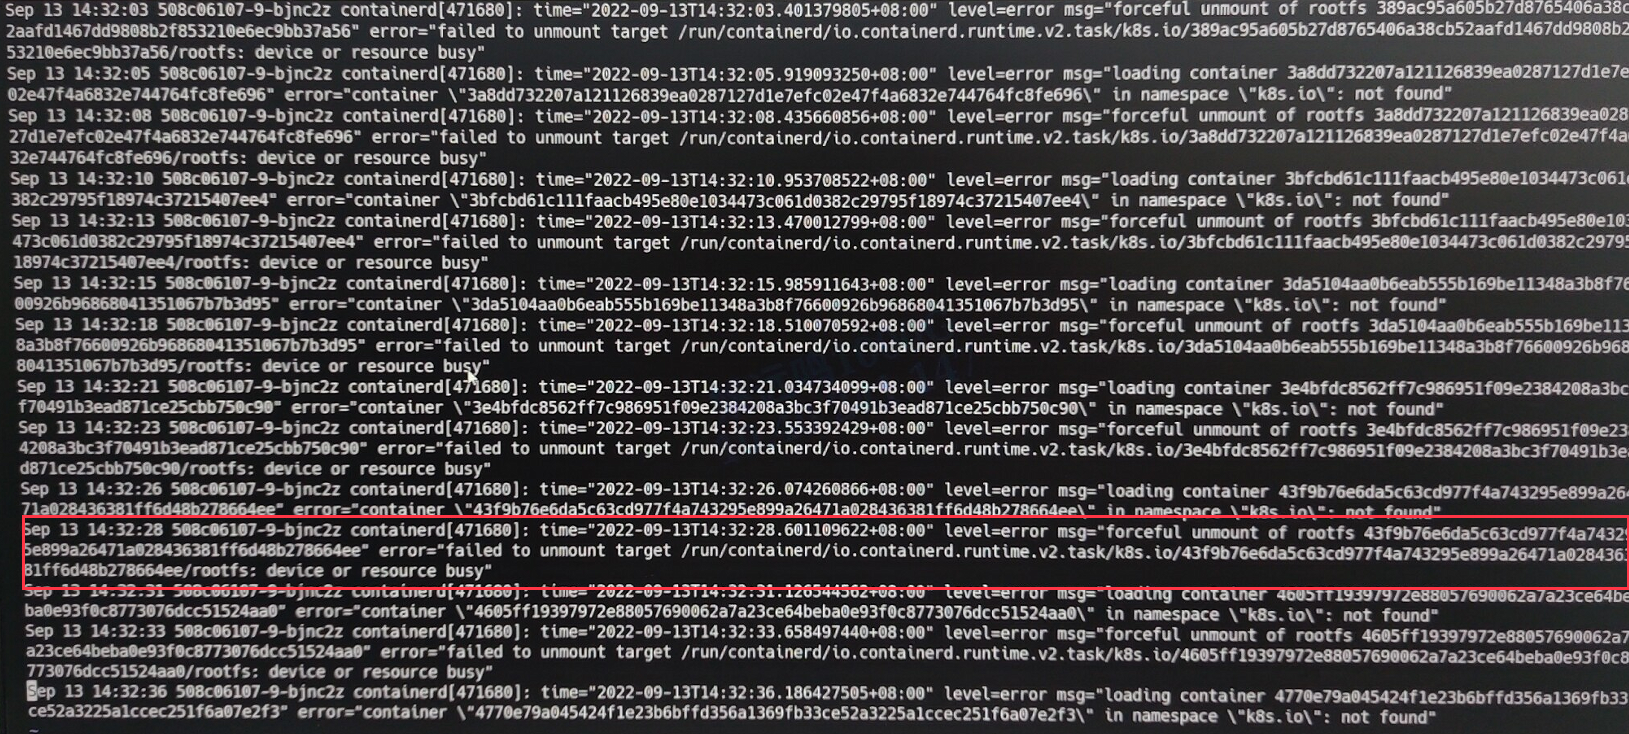 Sep 13 14:32:03 508c06107-9-bjnc2z containerd[471680]: time="2022-09-13T14:32:03.401379805+08:00" level=error msg="forceful unmount of rootfs 389ac95a605b27d8765406a38c
2aafd1467dd9808b2f853210e6ec9bb37a56" error="failed to unmount target /run/containerd/io.containerd.runtime.v2.task/k8s.io/389ac95a605b27d8765406a38cb52aafd1467dd9808b2
53210e6ec9bb37a56/rootfs: device or resource busy"
Sep 13 14:32:05 508c06107-9-bjnc2z containerd[471680]: time="2022-09-13T14:32:05.919093250+08:00" level=error msg="loading container 3a8dd732207a121126839ea0287127d1e7e
02e47f4a6832e744764fc8fe696" error="container \"3a8dd732207a121126839ea0287127d1e7efc02e47f4a6832e744764fc8fe696\" in namespace \"k8s.io\": not found"
Sep 13 14:32:08 508c06107-9-bjnc2z containerd[471680]: time="2022-09-13T14:32:08.435660856+08:00" level=error msg="forceful unmount of rootfs 3a8dd732207a121126839ea028
27d1e7efc02e47f4a6832e744764fc8fe696" error="failed to unmount target /run/containerd/io.containerd.runtime.v2.task/k8s.io/3a8dd732207a121126839ea0287127d1e7efc02e47f4a
32e744764fc8fe696/rootfs: device or resource busy"
Sep 13 14:32:10 508c06107-9-bjnc2z containerd[471680]: time="2022-09-13T14:32:10.953708522+08:00" level=error msg="loading container 3bfcbd61c111faacb495e80e1034473c061
382c29795f18974c37215407ee4" error="container \"3bfcbd61c111faacb495e80e1034473c061d0382c29795f18974c37215407ee4\" in namespace \"k8s.io\": not found"
Sep 13 14:32:13 508c06107-9-bjnc2z containerd[471680]: time="2022-09-13T14:32:13.470012799+08:00" level=error msg="forceful unmount of rootfs 3bfcbd61c111faacb495e80e10
473c061d0382c29795f18974c37215407ee4" error="failed to unmount target /run/containerd/io.containerd.runtime.v2.task/k8s.io/3bfcbd61c111faacb495e80e1034473c061d0382c29795
18974c37215407ee4/rootfs: device or resource busy"
Sep 13 14:32:15 508c06107-9-bjnc2z containerd[471680]: time="2022-09-13T14:32:15.985911643+08:00" level=error msg="loading container 3da5104aa0b6eab555b169be11348a3b8f76
00926b96868041351067b7b3d95" error="container \"3da5104aa0b6eab555b169be11348a3b8f76600926b96868041351067b7b3d95\" in namespace \"k8s.io\": not found"
Sep 13 14:32:18 508c06107-9-bjnc2z containerd[471680]: time="2022-09-13T14:32:18.510070592+08:00" level=error msg="forceful unmount of rootfs 3da5104aa0b6eab555b169be113
8a3b8f76600926b96868041351067b7b3d95" error="failed to unmount target /run/containerd/io.containerd.runtime.v2.task/k8s.io/3da5104aa0b6eab555b169be11348a3b8f76600926b968
8041351067b7b3d95/rootfs: device or resource busy"
Sep 13 14:32:21 508c06107-9-bjnc2z containerd[471680]: time="2022-09-13T14:32:21.034734099+08:00" level=error msg="loading container 3e4bfdc8562ff7c986951f09e2384208a3bc
f70491b3ead871ce25cbb750c90" error="container \"3e4bfdc8562ff7c986951f09e2384208a3bc3f70491b3ead871ce25cbb750c90\" in namespace \"k8s.io\": not found"
Sep 13 14:32:23 508c06107-9-bjnc2z containerd[471680]: time="2022-09-13T14:32:23.553392429+08:00" level=error msg="forceful unmount of rootfs 3e4bfdc8562ff7c986951f09e23
4208a3bc3f70491b3ead871ce25cbb750c90" error="failed to unmount target /run/containerd/io.containerd.runtime.v2.task/k8s.io/3e4bfdc8562ff7c986951f09e2384208a3bc3f70491b3e
d871ce25cbb750c90/rootfs: device or resource busy"
Sep 13 14:32:26 508c06107-9-bjnc2z containerd[471680]: time="2022-09-13T14:32:26.074260866+08:00" level=error msg="loading container 43f9b76e6da5c63cd977f4a743295e899a264
71a028436381ff6d48b278664ee" error="container \"43f9b76e6da5c63cd977f4a743295e899a26471a028436381ff6d48b278664ee\" in namespace \"k8s.io\": not found"
Sep 13 14:32:28 508c06107-9-bjnc2z containerd[471680]: time="2022-09-13T14:32:28.601109622+08:00" level=error msg="forceful unmount of rootfs 43f9b76e6da5c63cd977f4a74329
5e899a26471a028436381ff6d48b278664ee" error="failed to unmount target /run/containerd/io.containerd.runtime.v2.task/k8s.io/43f9b76e6da5c63cd977f4a743295e899a26471a0284363
81ff6d48b278664ee/rootfs: device or resource busy"
Sep 13 14:32:31 508c06107-9-bjnc2z containerd[471680]: time="2022-09-13T14:32:31.126544562+08:00" level=error msg="loading container 4605ff19397972e88057690062a7a23ce64be
ba0e93f0c8773076dcc51524aa0" error="container \"4605ff19397972e88057690062a7a23ce64beba0e93f0c8773076dcc51524aa0\" in namespace \"k8s.io\": not found"
Sep 13 14:32:33 508c06107-9-bjnc2z containerd[471680]: time="2022-09-13T14:32:33.658497440+08:00" level=error msg="forceful unmount of rootfs 4605ff19397972e88057690062a7
a23ce64beba0e93f0c8773076dcc51524aa0" error="failed to unmount target /run/containerd/io.containerd.runtime.v2.task/k8s.io/4605ff19397972e88057690062a7a23ce64beba0e93f0c8
773076dcc51524aa0/rootfs: device or resource busy"
Sep 13 14:32:36 508c06107-9-bjnc2z containerd[471680]: time="2022-09-13T14:32:36.186427505+08:00" level=error msg="loading container 4770e79a045424f1e23b6bffd356a1369fb33
ce52a3225a1ccec251f6a07e2f3" error="container \"4770e79a045424f1e23b6bffd356a1369fb33ce52a3225a1ccec251f6a07e2f3\" in namespace \"k8s.io\": not found"
~